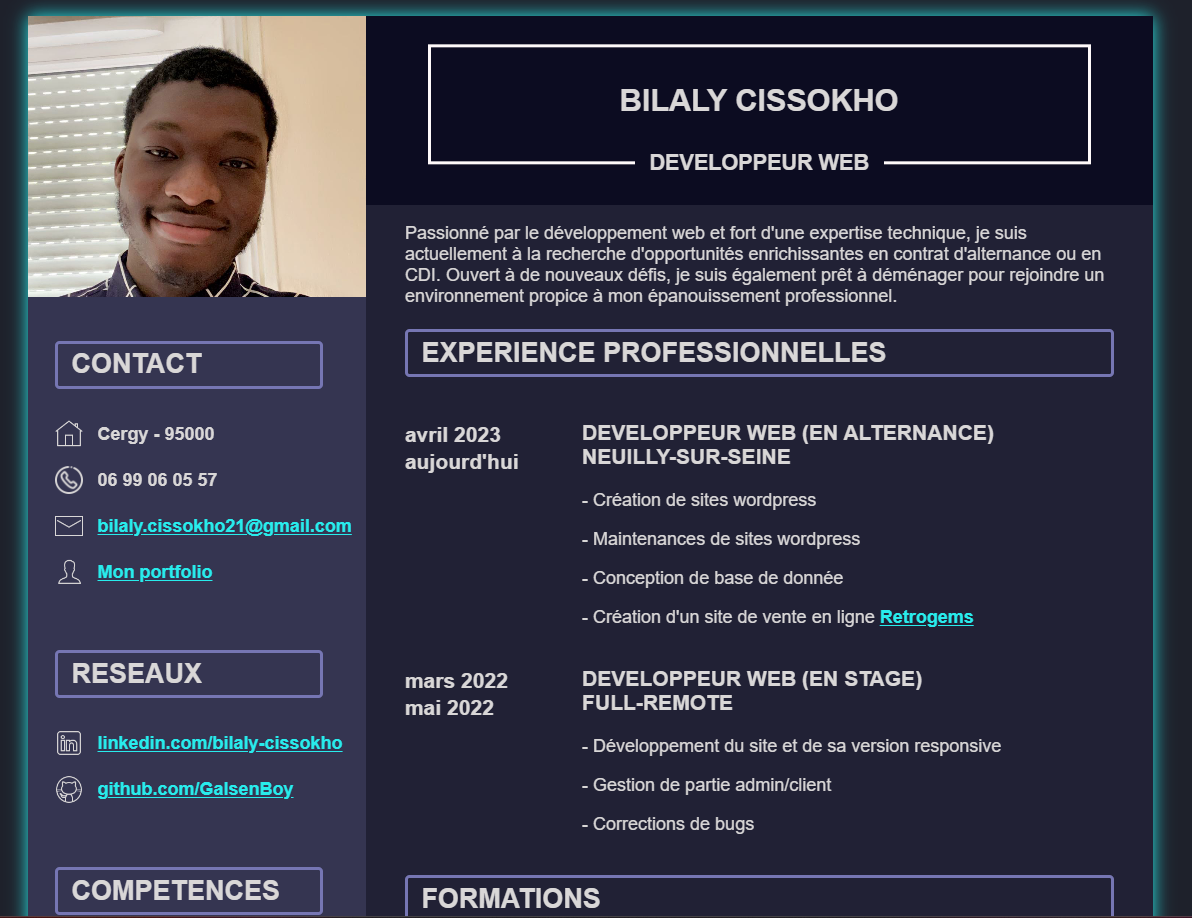 BILALY CISSOKHO
DEVELOPPEUR WEB
Passionné par le développement web et fort d'une expertise technique, je suis
actuellement à la recherche d'opportunités enrichissantes en contrat d'alternance ou en
CDI. Ouvert à de nouveaux défis, je suis également prêt à déménager pour rejoindre un
environnement propice à mon épanouissement professionnel.
CONTACT
Cergy - 95000
06 99 06 05 57
bilaly.cissokho21@gmail.com
Mon portfolio
RESEAUX
linkedin.com/bilaly-cissokho
github.com/GalsenBoy
COMPETENCES
EXPERIENCE PROFESSIONNELLES
avril 2023
aujourd'hui
DEVELOPPEUR WEB (EN ALTERNANCE)
NEUILLY-SUR-SEINE
- Création de sites wordpress
- Maintenances de sites wordpress
- Conception de base de donnée
- Création d'un site de vente en ligne Retrogems
mars 2022
mai 2022
DEVELOPPEUR WEB (EN STAGE)
FULL-REMOTE
- Développement du site et de sa version responsive
- Gestion de partie admin/client
- Corrections de bugs
FORMATIONS